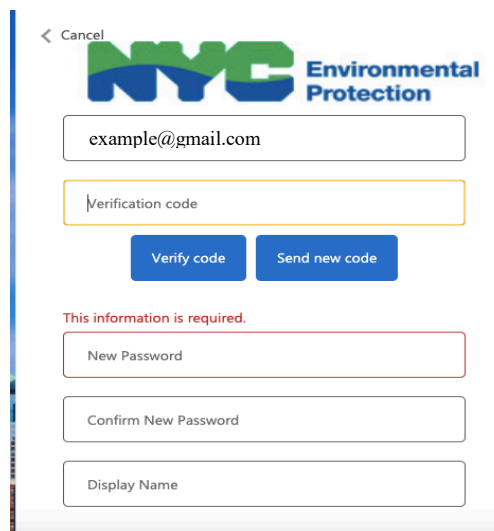 Cancel
NYC Environmental
Protection
example@gmail.com
Verification code
Verify code Send new code
This information is required.
New Password
Confirm New Password
Display Name